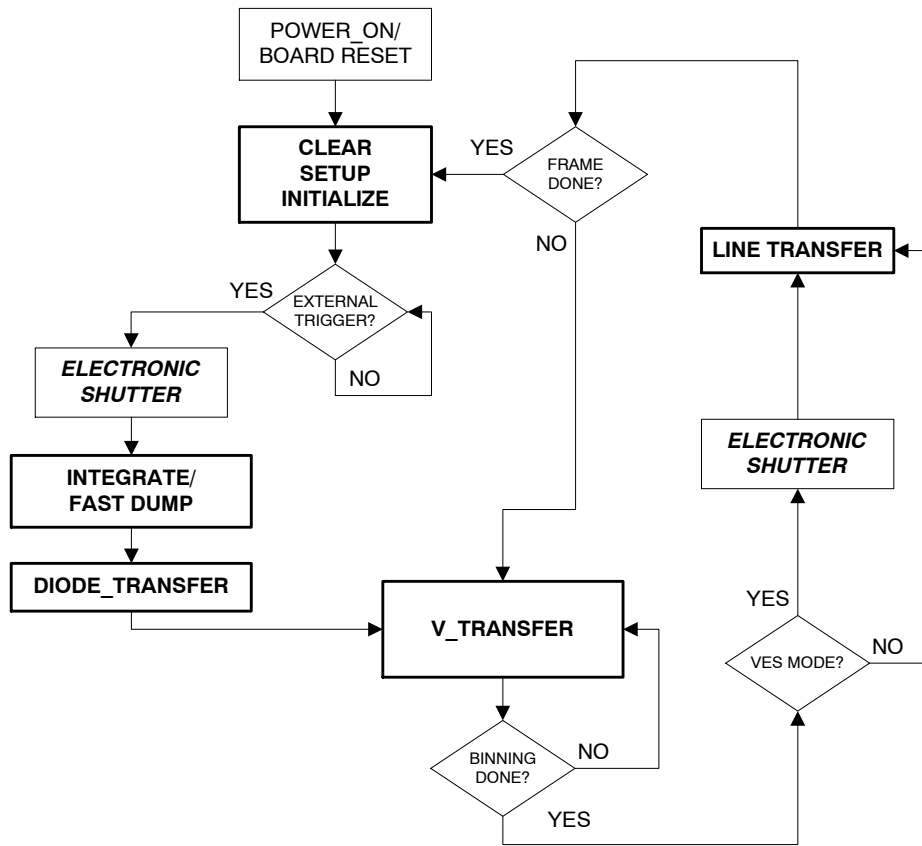 POWER_ON/
BOARD RESET
CLEAR
SETUP
INITIALIZE
YES
FRAME
DONE?
NO
LINE TRANSFER
YES
EXTERNAL
TRIGGER?
NO
ELECTRONIC
SHUTTER
ELECTRONIC
SHUTTER
INTEGRATE/
FAST DUMP
DIODE_TRANSFER
V_TRANSFER
YES
VES MODE?
NO
BINNING
DONE?
NO
YES